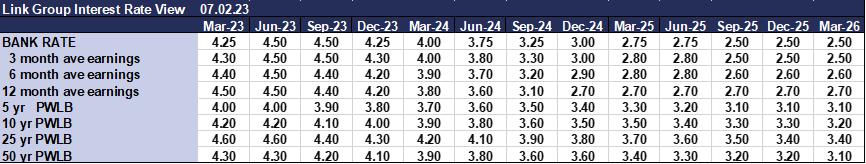 Link Group Interest Rate View 07.02.23
Mar-23 Jun-23 Sep-23 Dec-23 Mar-24 Jun-24 Sep-24 Dec-24 Mar-25 Jun-25 Sep-25 Dec-25 Mar-26
BANK RATE 4.25 4.50 4.50 4.25 4.00 3.75 3.25 3.00 2.75 2.75 2.50 2.50 2.50
3 month ave earnings 4.30 4.50 4.50 4.30 4.00 3.80 3.30 3.00 2.80 2.80 2.50 2.50 2.50
6 month ave earnings 4.40 4.50 4.40 4.20 3.90 3.70 3.20 2.90 2.80 2.80 2.60 2.60 2.60
12 month ave earnings 4.50 4.50 4.40 4.20 3.80 3.60 3.10 2.70 2.70 2.70 2.70 2.70 2.70
5 yr PWLB 4.00 4.00 3.90 3.80 3.70 3.60 3.50 3.40 3.30 3.20 3.10 3.10 3.10
10 yr PWLB 4.20 4.20 4.10 4.00 3.90 3.80 3.60 3.50 3.50 3.40 3.30 3.30 3.20
25 yr PWLB 4.60 4.60 4.40 4.30 4.20 4.10 3.90 3.80 3.70 3.60 3.50 3.40 3.40
50 yr PWLB 4.30 4.30 4.20 4.10 3.90 3.80 3.60 3.60 3.40 3.30 3.20 3.20 3.10